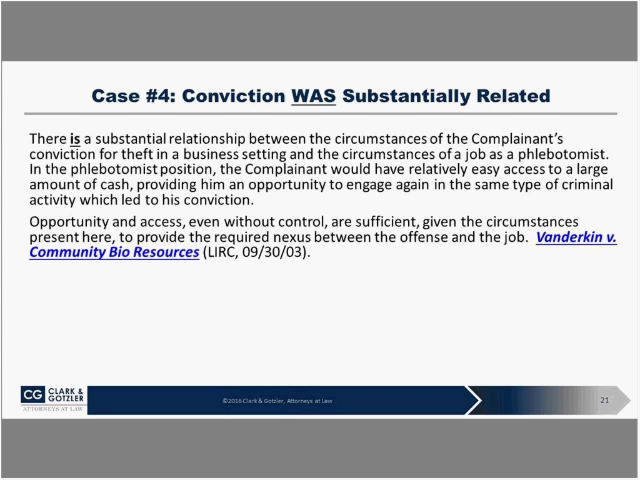 Case #4: Conviction WAS Substantially Related
There is a substantial relationship between the circumstances of the Complainant's
conviction for theft in a business setting and the circumstances of a job as a phlebotomist.
In the phlebotomist position, the Complainant would have relatively easy access to a large
amount of cash, providing him an opportunity to engage again in the same type of criminal
activity which led to his conviction.
Opportunity and access, even without control, are sufficient, given the circumstances
present here, to provide the required nexus between the offense and the job. Vanderkin v.
Community Bio Resources (LIRC, 09/30/03).
CG CLARK &
GOTZLER
ATTORNEYS AT LAW
©2016 Clark & Gotzler, Attorneys at Law
21